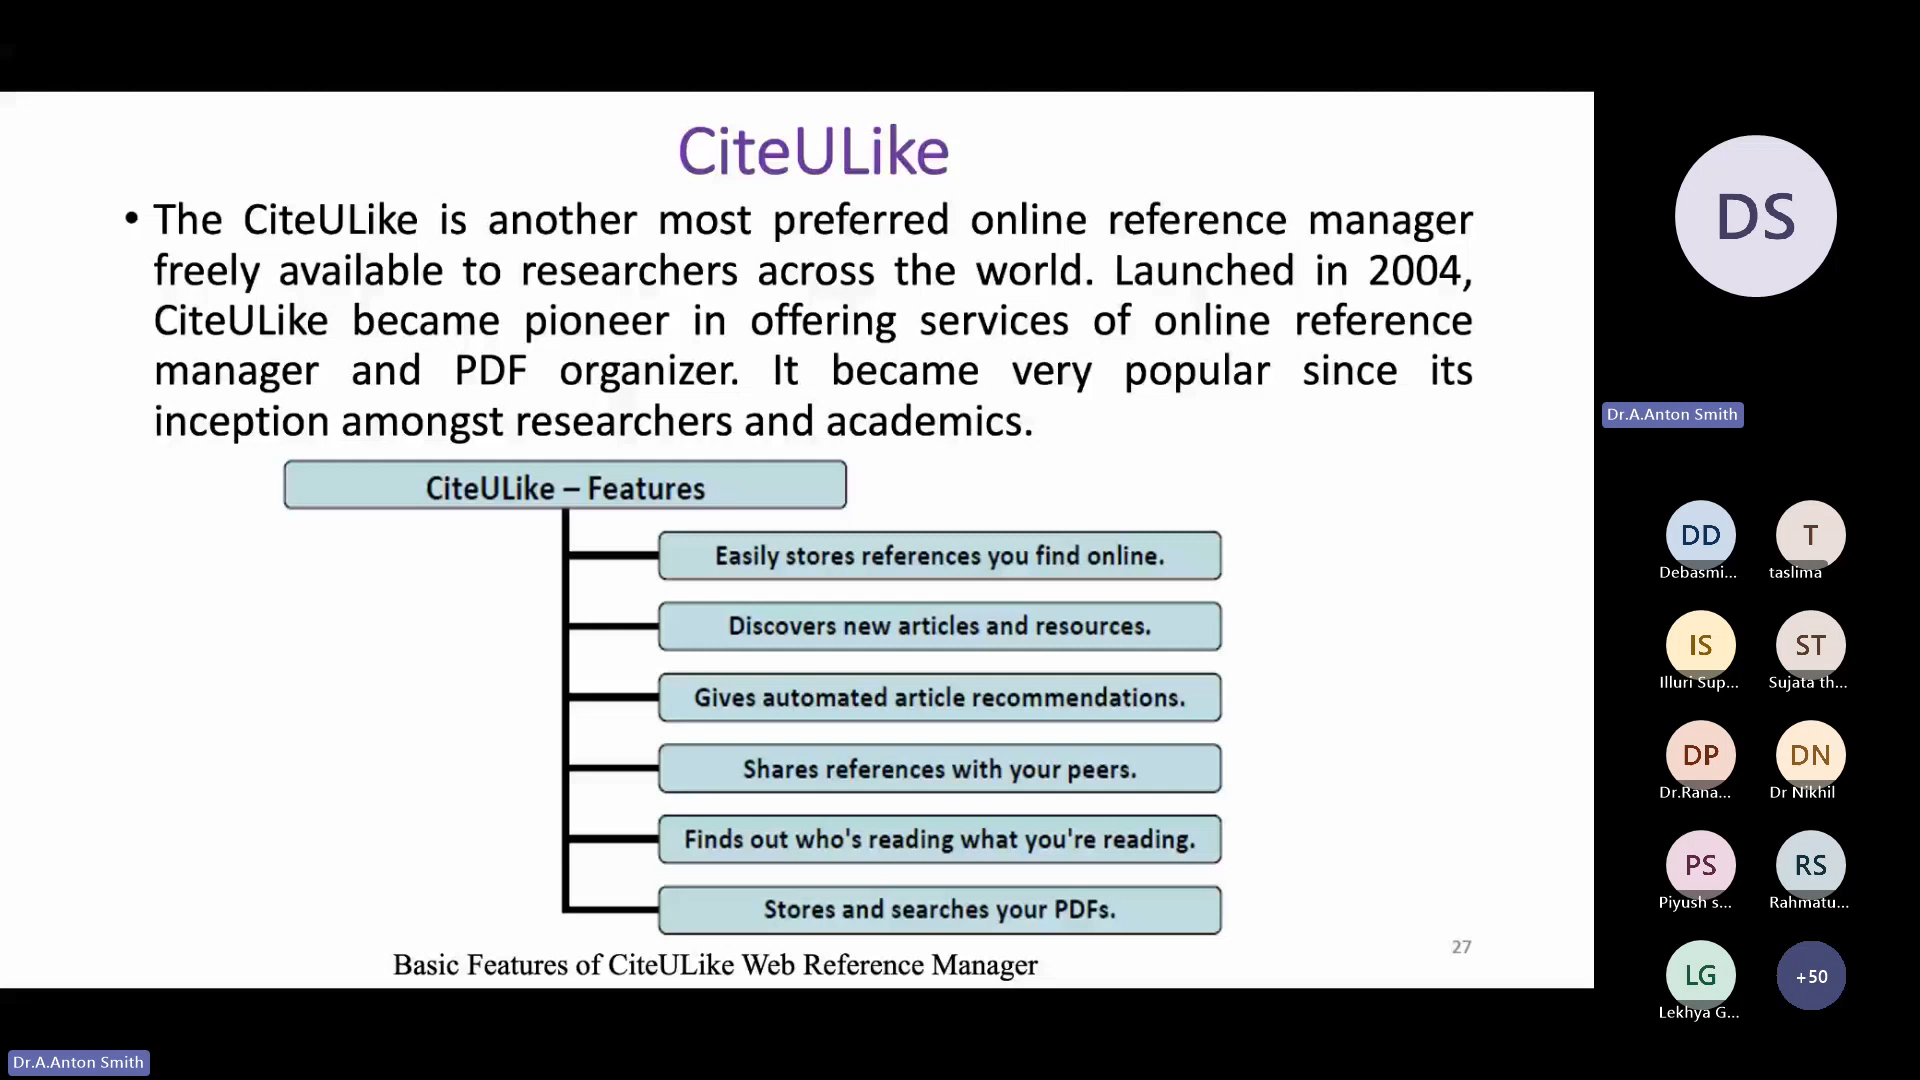 CiteULike
• The CiteULike is another most preferred online reference manager
freely available to researchers across the world. Launched in 2004,
CiteULike became pioneer in offering services of online reference
manager and PDF organizer. It became very popular since its
inception amongst researchers and academics.
CiteULike – Features
Easily stores references you find online.
Discovers new articles and resources.
Gives automated article recommendations.
Shares references with your peers.
Finds out who's reading what you're reading.
Stores and searches your PDFs.
Basic Features of CiteULike Web Reference Manager
27
DS
Dr.A.Anton Smith
DD
Debasmi...
T
taslima
IS
Illuri Sup...
ST
Sujata th...
DP
Dr.Rana...
DN
Dr Nikhil
PS
Piyush s...
RS
Rahmatu...
LG
Lekhya G...
+50
Dr.A.Anton Smith